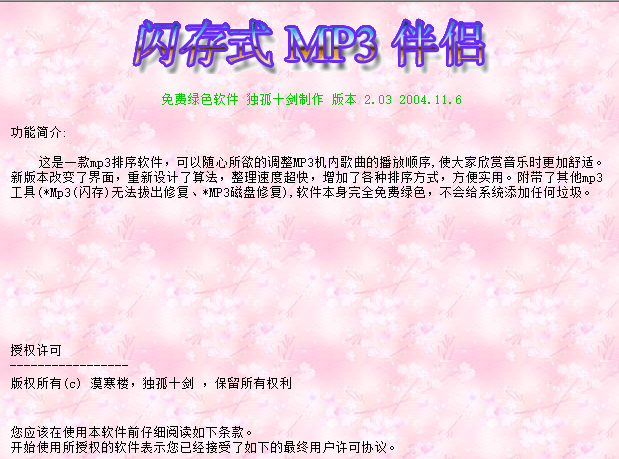 闪存式 MP3 伴侣
免费绿色软件 独孤十剑制作 版本 2.03 2004.11.6
功能简介:
这是一款mp3排序软件，可以随心所欲的调整MP3机内歌曲的播放顺序,使大家欣赏音乐时更加舒适。
新版本改变了界面，重新设计了算法，整理速度超快，增加了各种排序方式，方便实用。附带了其他mp3
工具(*Mp3(闪存)无法拔出修复、*MP3磁盘修复),软件本身完全免费绿色，不会给系统添加任何垃圾。
授权许可
-----------------
版权所有(c) 漠寒楼，独孤十剑 ，保留所有权利
您应该在使用本软件前仔细阅读如下条款。
开始使用所授权的软件表示您已经接受了如下的最终用户许可协议。